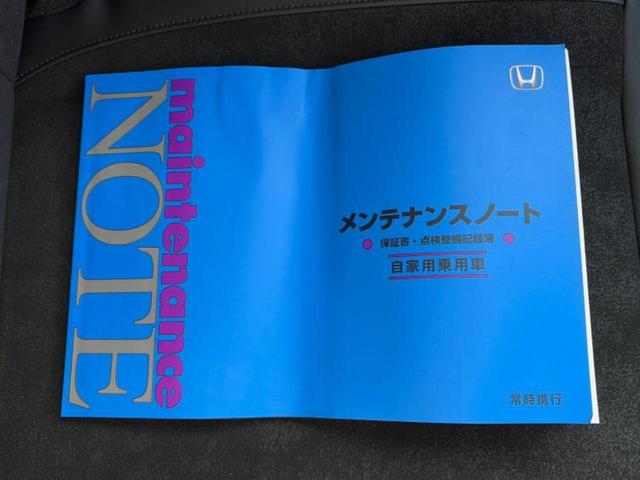 maintenance
NOTE
メンテナンスノート
保証書・点検整備記録簿
自家用乗用車
常時携行